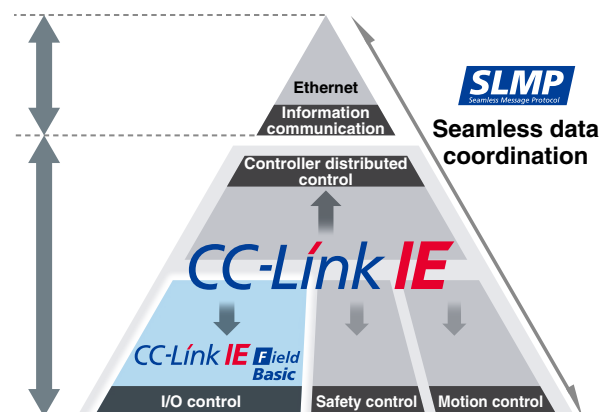 Ethernet
Information
communication
SLMP
Seamless Message Protocol
Seamless data
coordination
Controller distributed
control
CC-Link IE
CC-Link IE Field
Basic
I/O control
Safety control
Motion control